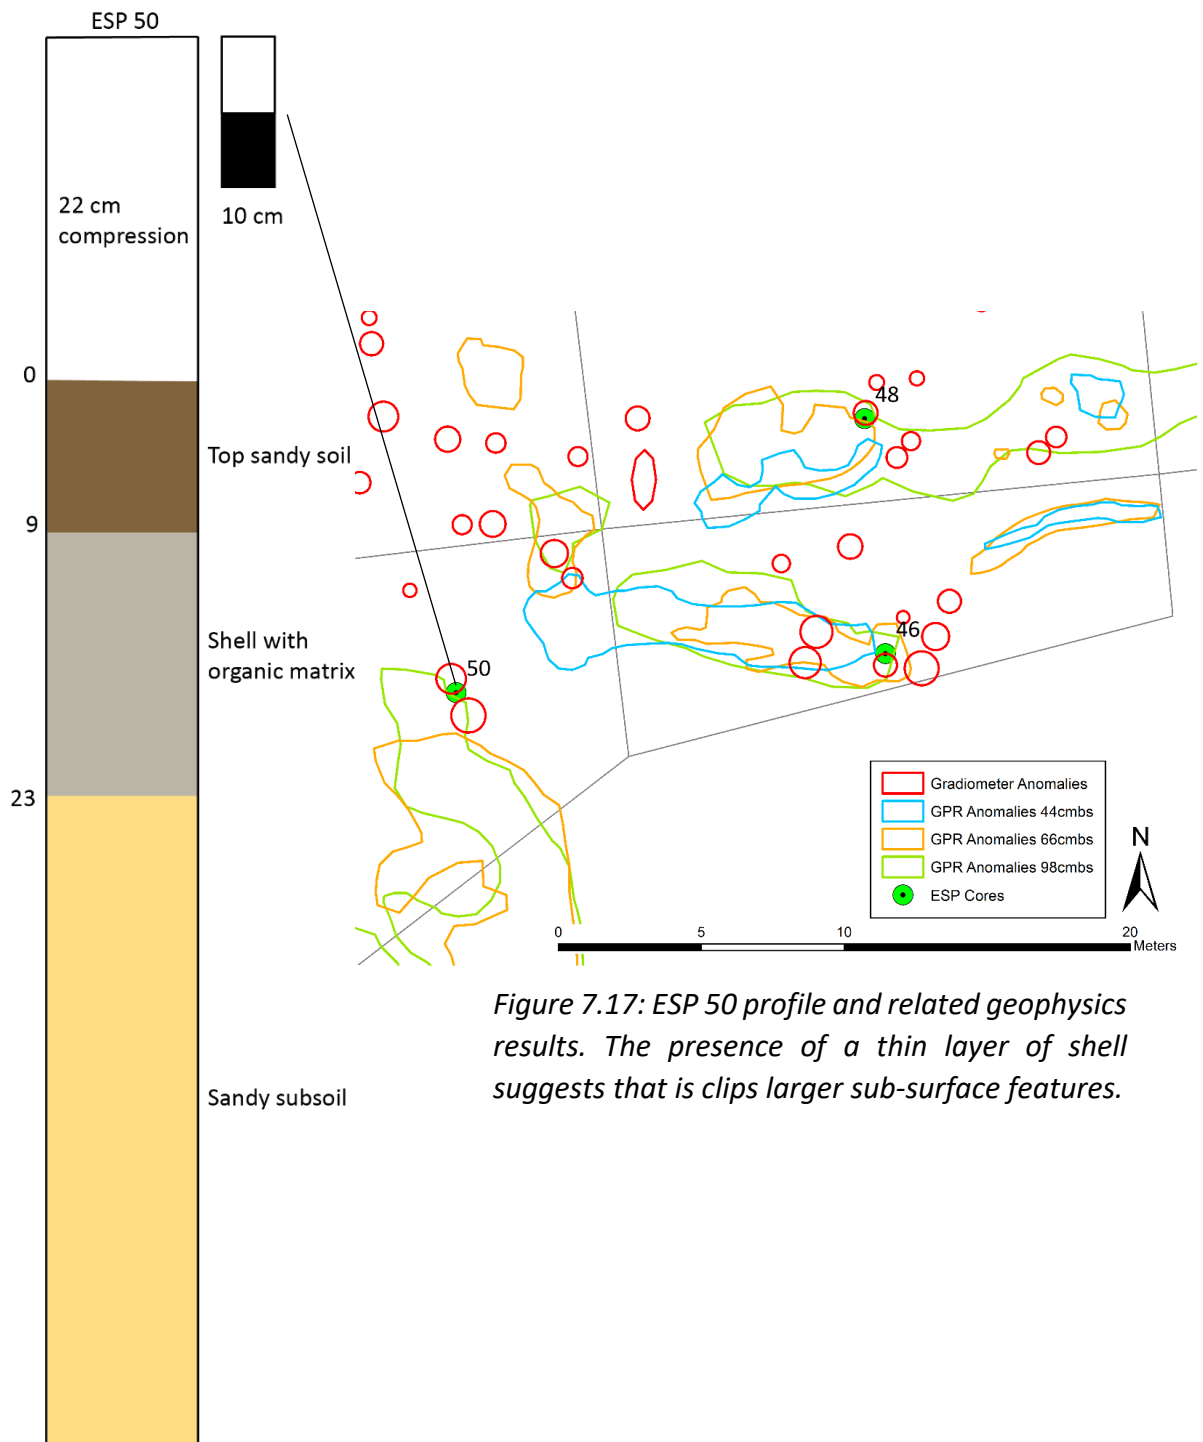 ESP 50
22 cm
compression
10 cm
0
Top sandy soil
9
Shell with
organic matrix
23
Sandy subsoil
48
46
50
Gradiometer Anomalies
GPR Anomalies 44cmbs
GPR Anomalies 66cmbs
GPR Anomalies 98cmbs
ESP Cores
N
0 5 10 20
Meters
Figure 7.17: ESP 50 profile and related geophysics
results. The presence of a thin layer of shell
suggests that is clips larger sub-surface features.